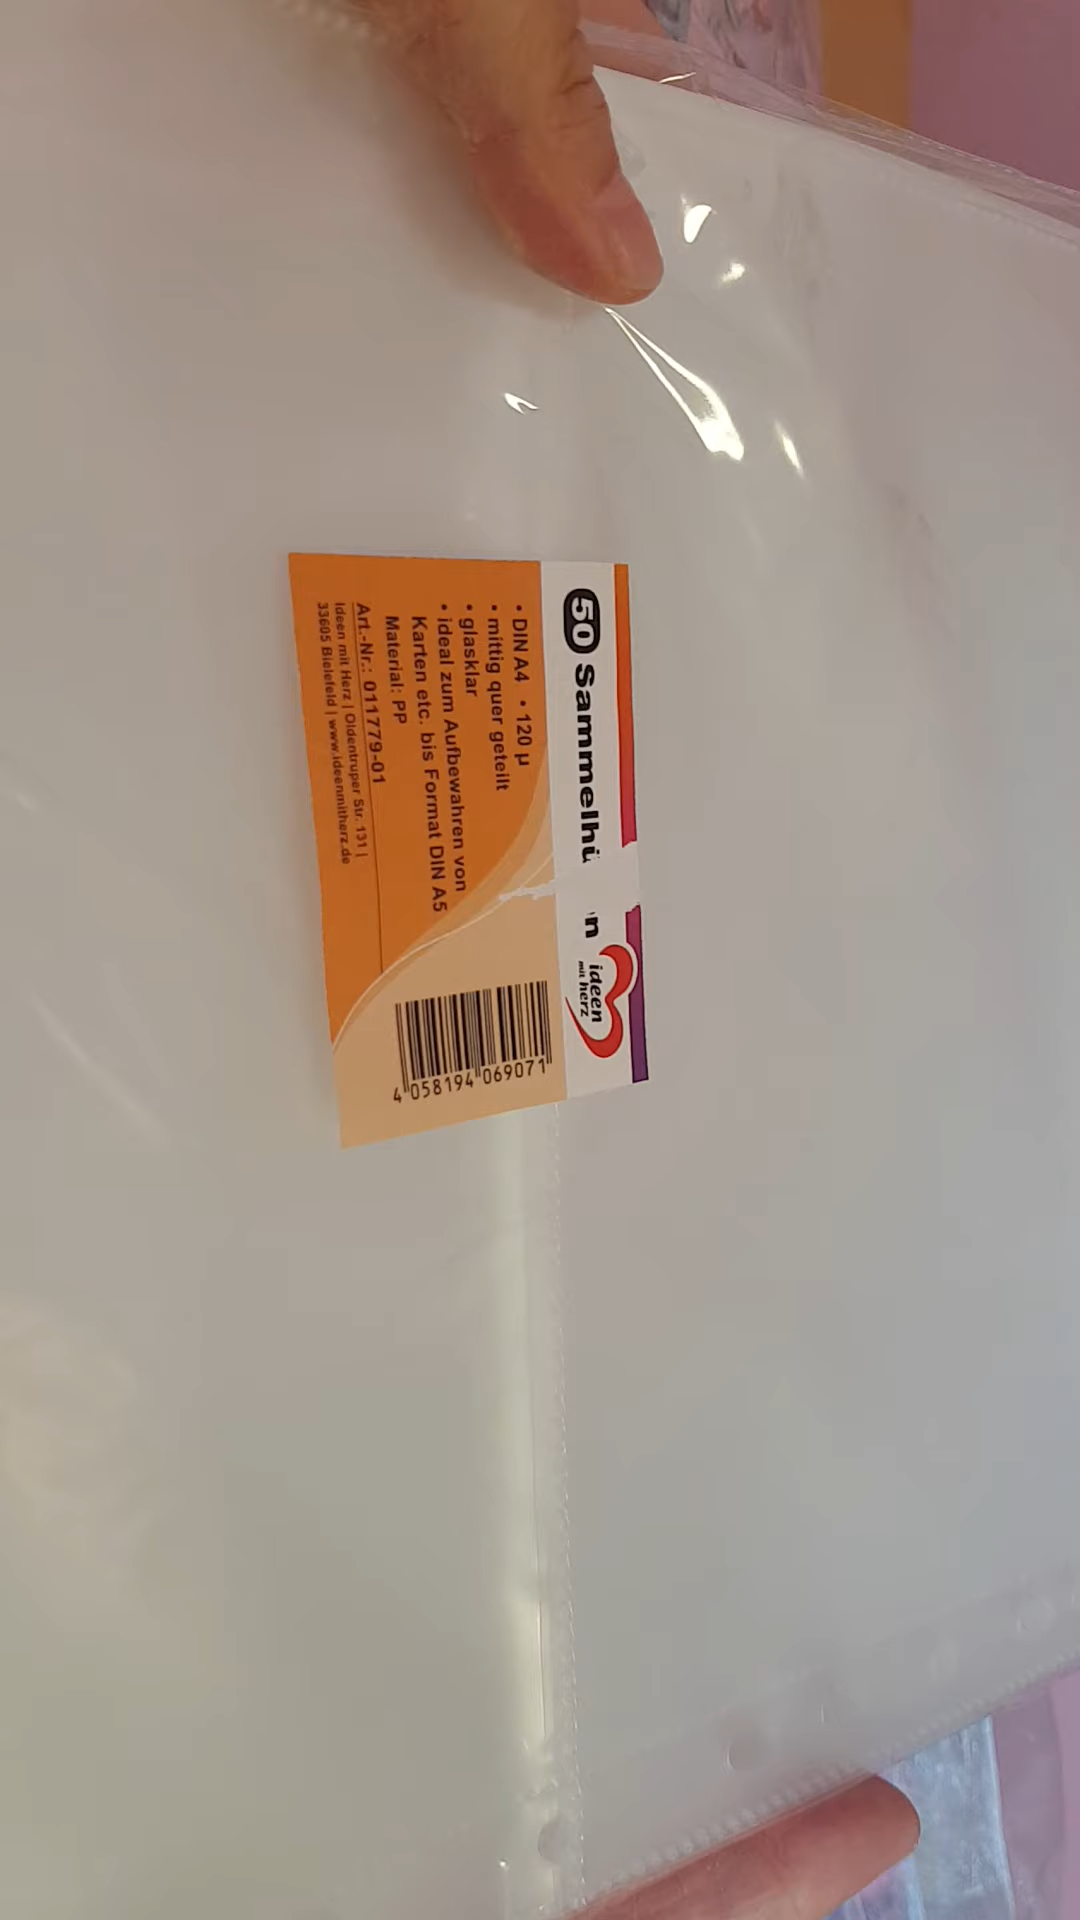 50 Sammelhü n
ideen
mit herz
• DIN A4 • 120 µ
• mittig quer geteilt
• glasklar
• ideal zum Aufbewahren von
Karten etc. bis Format DIN A5
Material: PP
Art.-Nr.: 011779-01
Ideen mit Herz | Oldentruper Str. 131 |
33605 Bielefeld | www.ideenmitherz.de
4 058194 069071